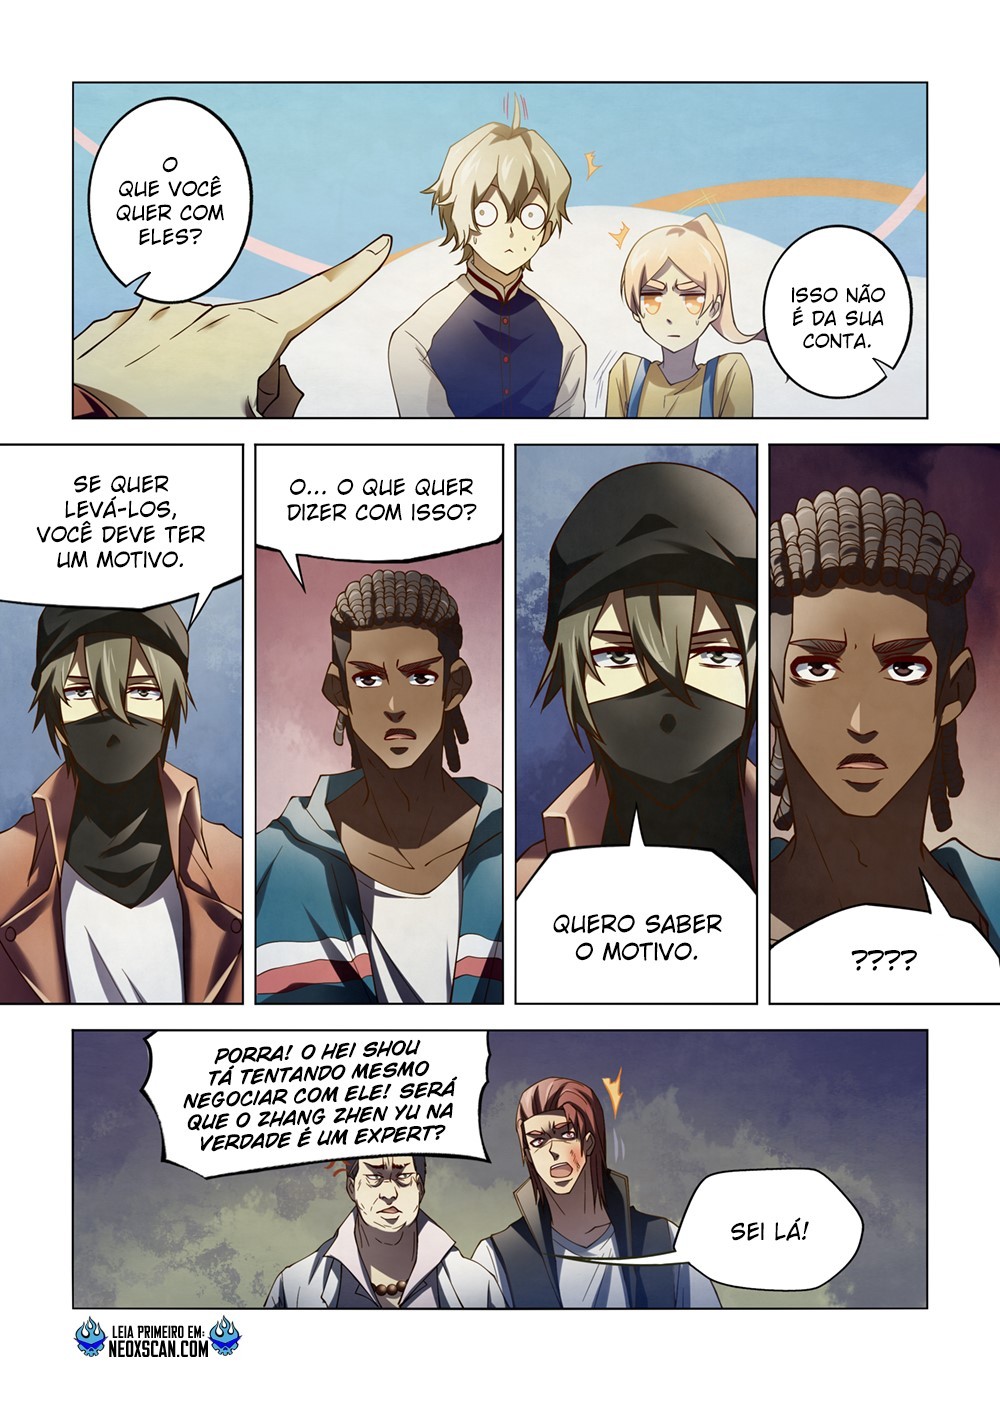 O
QUE VOCÊ
QUER COM
ELES?
ISSO NÃO
É DA SUA
CONTA.
SE QUER
LEVÁ-LOS,
VOCÊ DEVE TER
UM MOTIVO.
O... O QUE QUER
DIZER COM ISSO?
QUERO SABER
O MOTIVO.
????
PORRA! O HEI SHOU
TÁ TENTANDO MESMO
NEGOCIAR COM ELE! SERÁ
QUE O ZHANG ZHEN YU NA
VERDADE É UM EXPERT?
SEI LÁ!
LEIA PRIMEIRO EM:
NEOXSCAN.COM